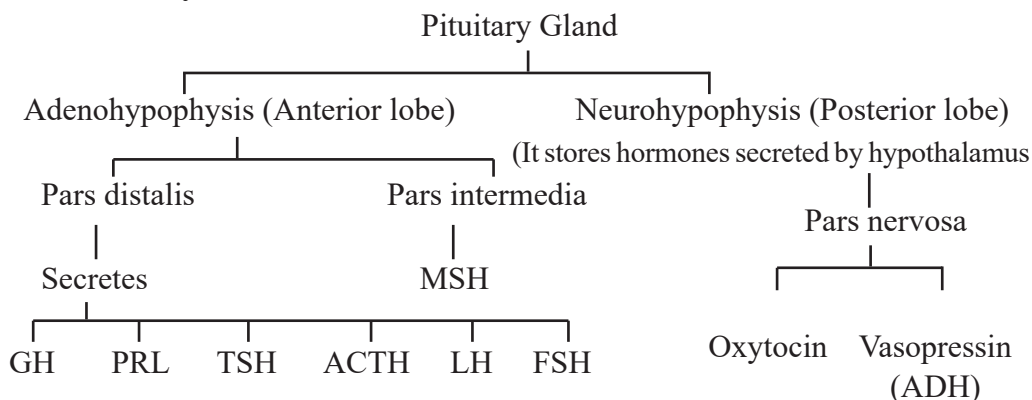 Pituitary Gland
Adenohypophysis (Anterior lobe)
Neurohypophysis (Posterior lobe)
(It stores hormones secreted by hypothalamus
Pars distalis
Pars intermedia
Pars nervosa
Secretes
MSH
GH PRL TSH ACTH LH FSH
Oxytocin
Vasopressin
(ADH)